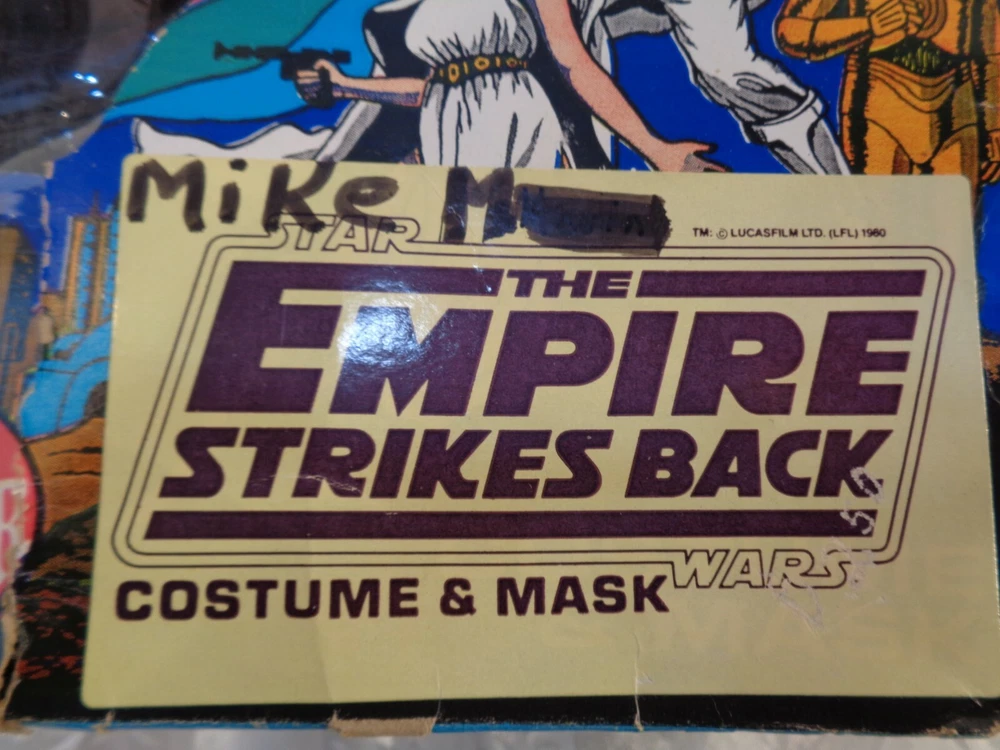 MiKe M
STAR
TM: © LUCASFILM LTD. (LFL) 1980
THE
EMPIRE
STRIKES BACK
WARS
COSTUME & MASK